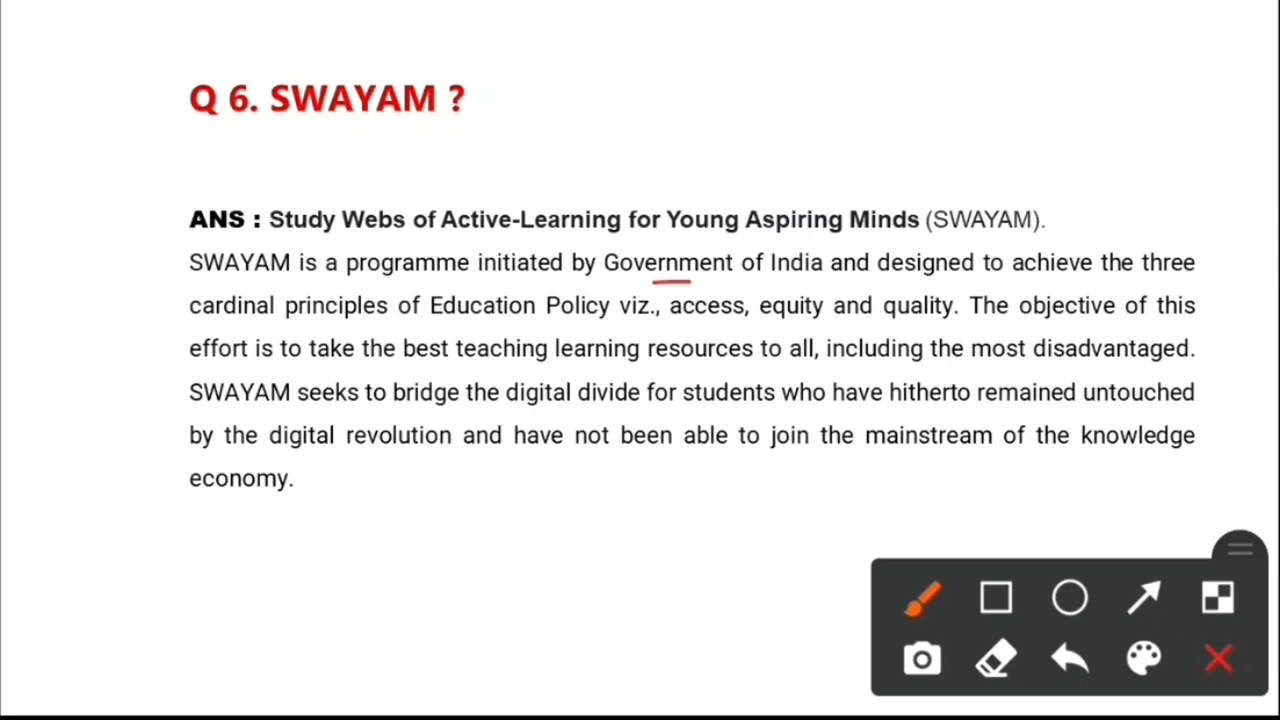 Q 6. SWAYAM ?
ANS : Study Webs of Active-Learning for Young Aspiring Minds (SWAYAM).
SWAYAM is a programme initiated by Government of India and designed to achieve the three
cardinal principles of Education Policy viz., access, equity and quality. The objective of this
effort is to take the best teaching learning resources to all, including the most disadvantaged.
SWAYAM seeks to bridge the digital divide for students who have hitherto remained untouched
by the digital revolution and have not been able to join the mainstream of the knowledge
economy.